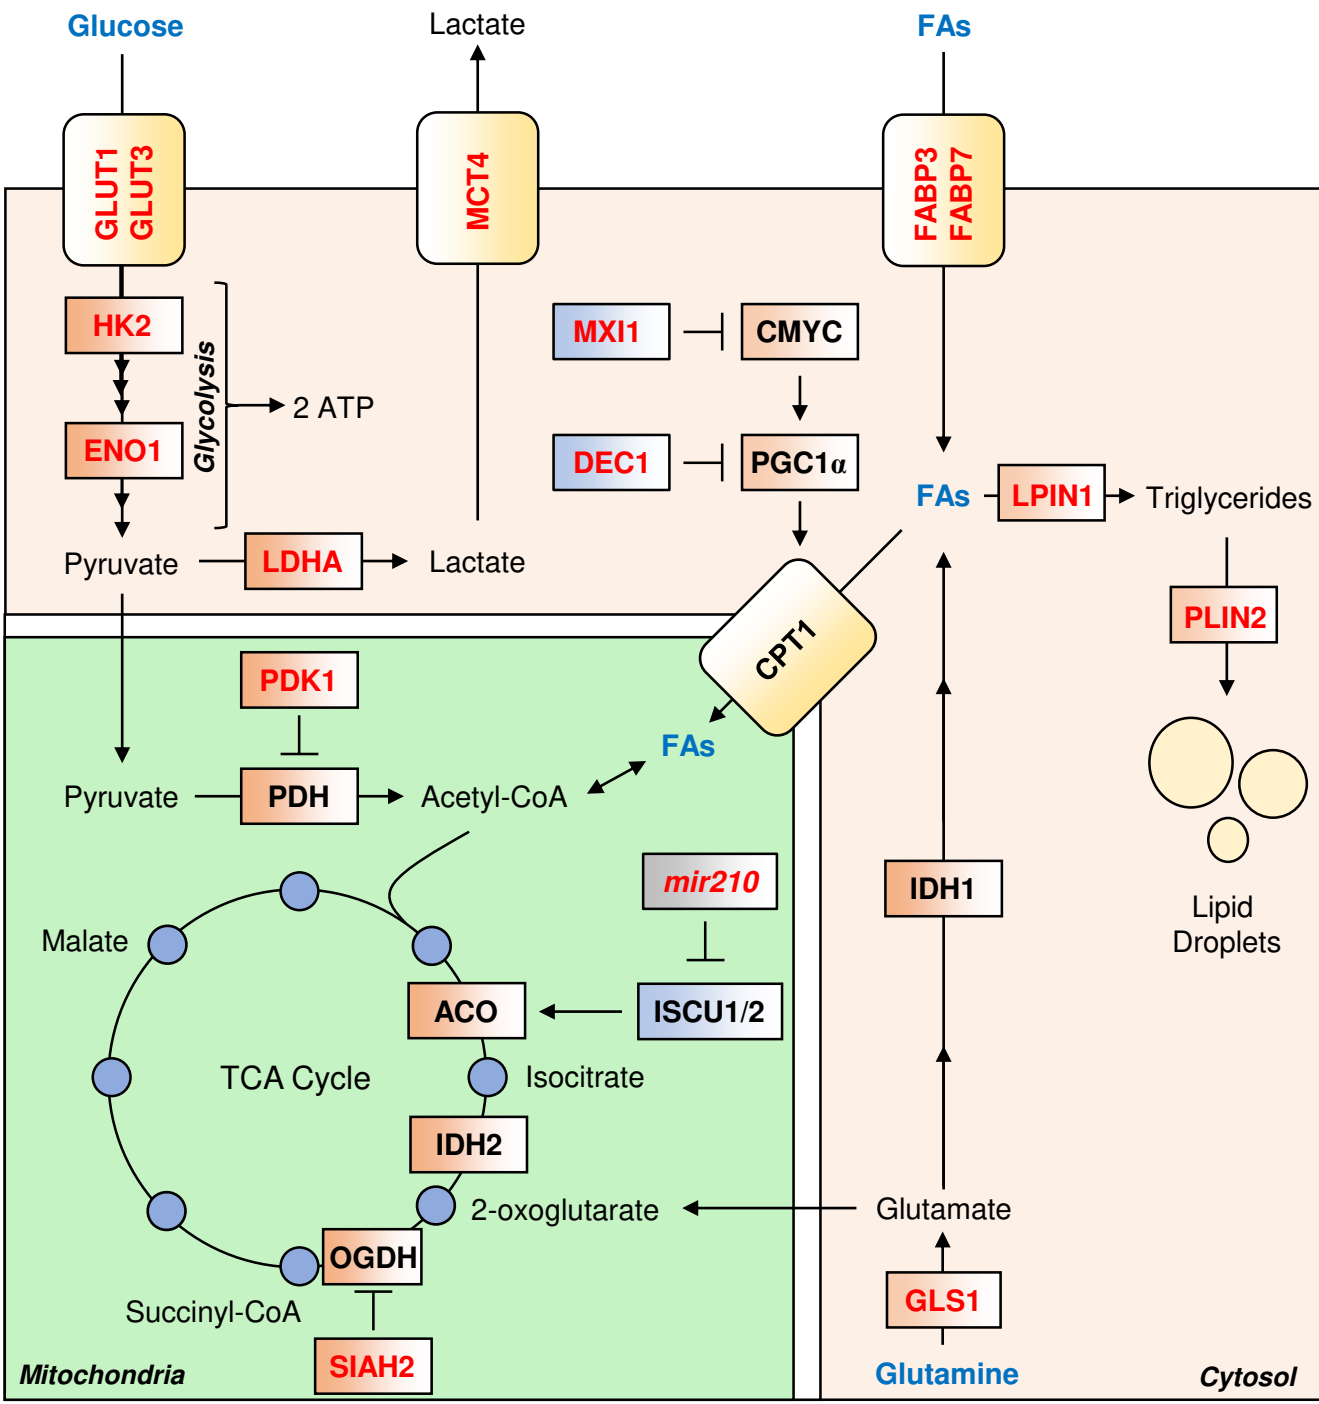 Glucose
Lactate
FAs
GLUT1
GLUT3
MCT4
FABP3
FABP7
HK2
MXI1
CMYC
Glycolysis
2 ATP
ENO1
DEC1
PGC1α
FAs
LPIN1
Triglycerides
Pyruvate
LDHA
Lactate
PLIN2
CPT1
PDK1
FAs
Pyruvate
PDH
Acetyl-CoA
mir210
IDH1
Lipid
Droplets
Malate
ACO
ISCU1/2
TCA Cycle
Isocitrate
IDH2
2-oxoglutarate
Glutamate
OGDH
Succinyl-CoA
GLS1
SIAH2
Mitochondria
Glutamine
Cytosol